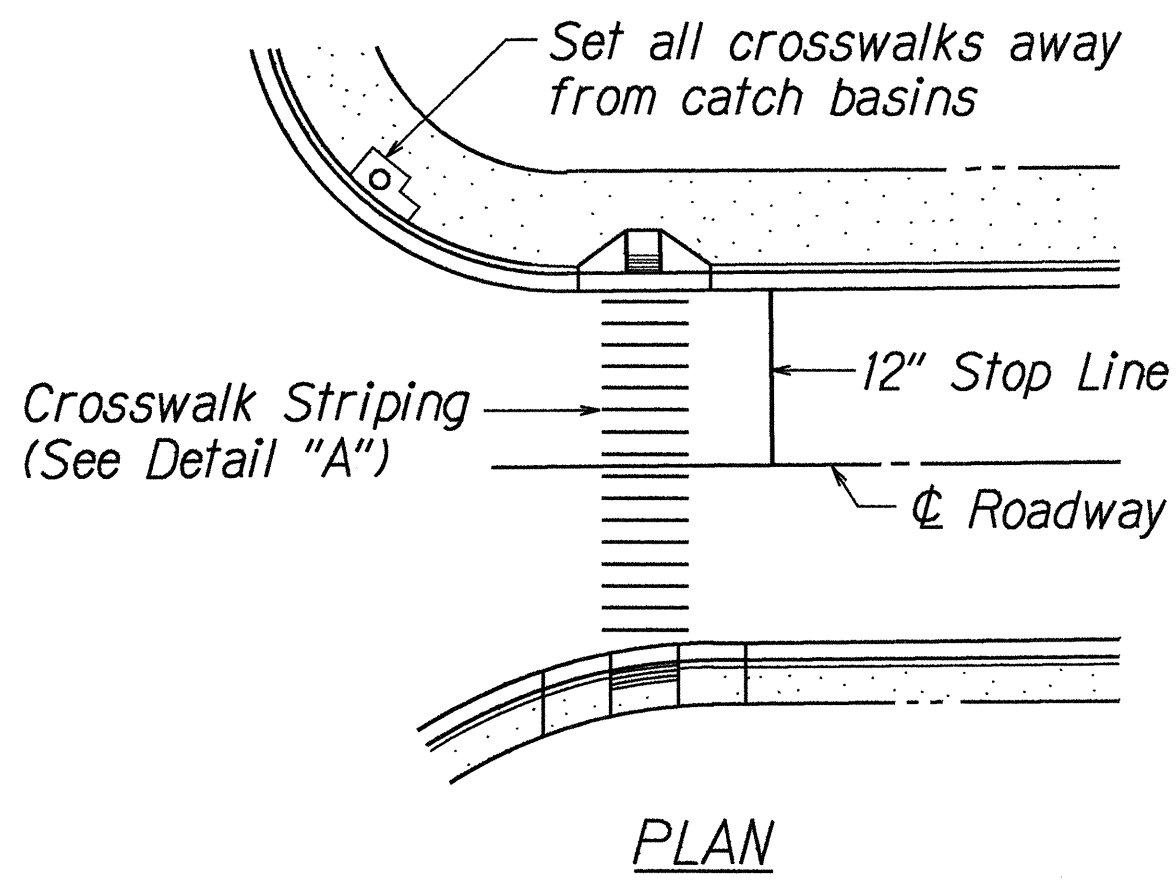 Set all crosswalks away
from catch basins
12" Stop Line
Crosswalk Striping
(See Detail "A")
℄ Roadway
PLAN